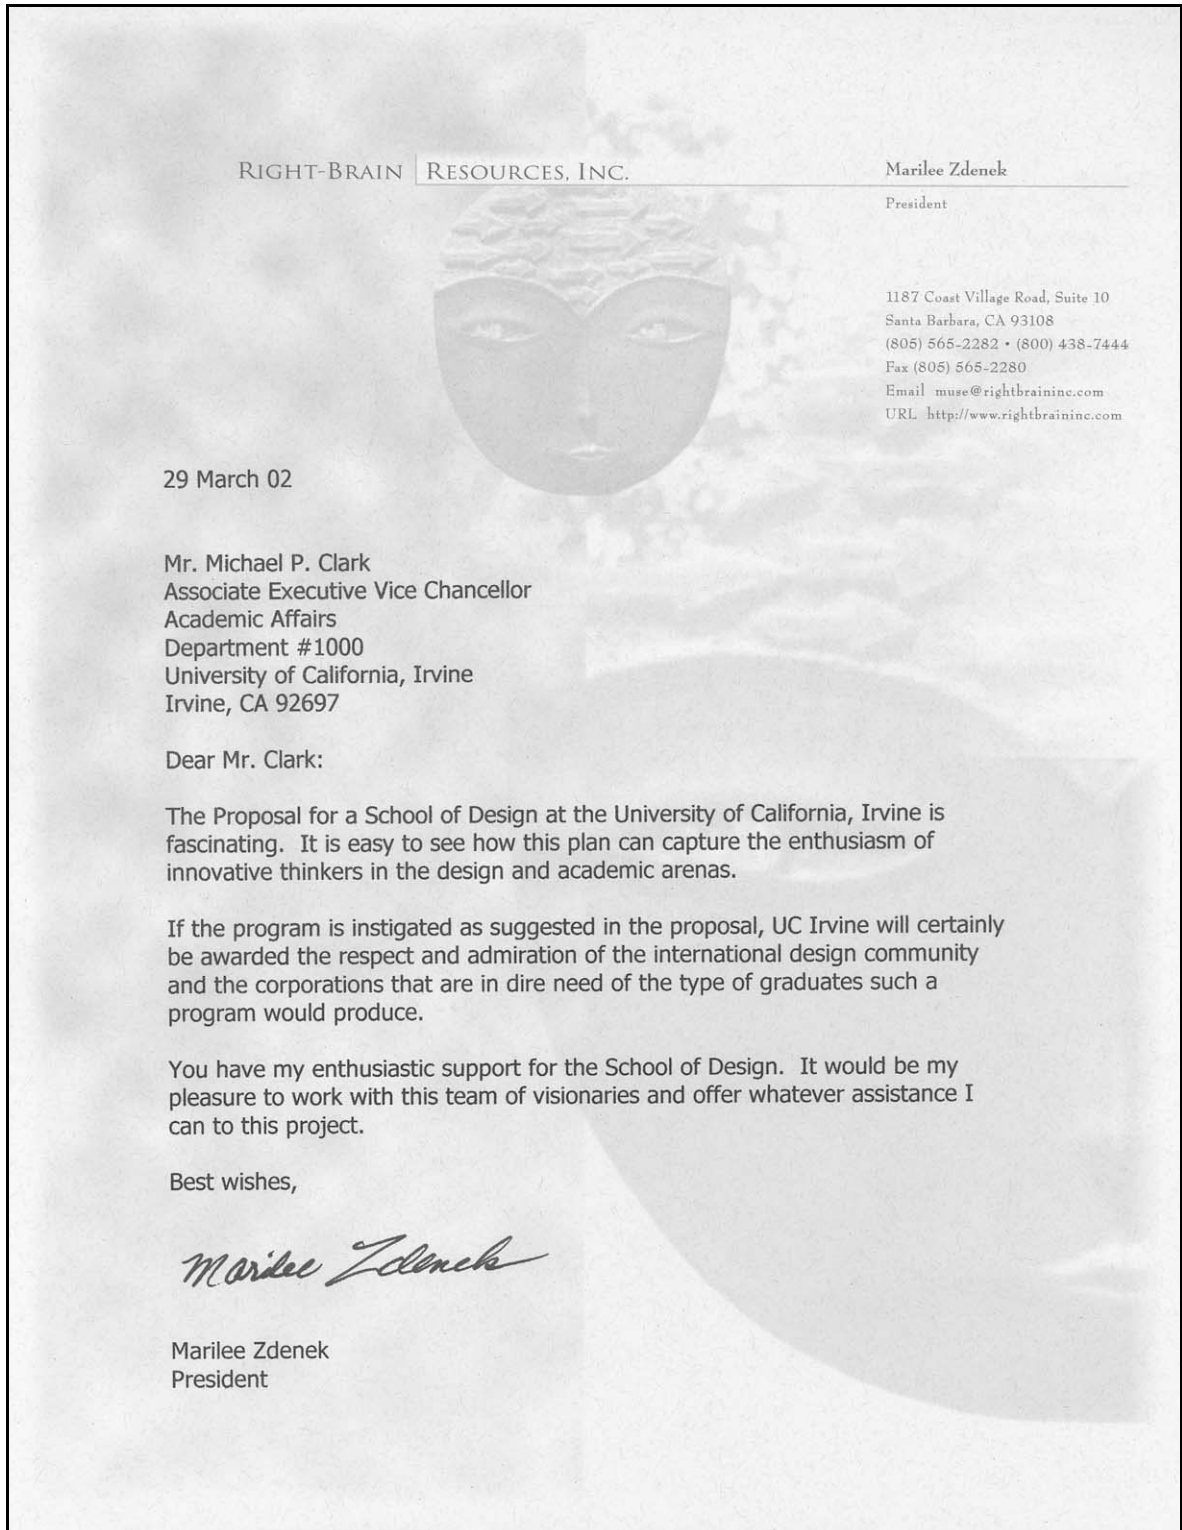 RIGHT-BRAIN RESOURCES, INC.
Marilee Zdenek
President
1187 Coast Village Road, Suite 10
Santa Barbara, CA 93108
(805) 565-2282 • (800) 438-7444
Fax (805) 565-2280
Email muse@rightbraininc.com
URL http://www.rightbraininc.com
29 March 02
Mr. Michael P. Clark
Associate Executive Vice Chancellor
Academic Affairs
Department #1000
University of California, Irvine
Irvine, CA 92697
Dear Mr. Clark:
The Proposal for a School of Design at the University of California, Irvine is
fascinating. It is easy to see how this plan can capture the enthusiasm of
innovative thinkers in the design and academic arenas.
If the program is instigated as suggested in the proposal, UC Irvine will certainly
be awarded the respect and admiration of the international design community
and the corporations that are in dire need of the type of graduates such a
program would produce.
You have my enthusiastic support for the School of Design. It would be my
pleasure to work with this team of visionaries and offer whatever assistance I
can to this project.
Best wishes,
Marilee Zdenek
Marilee Zdenek
President